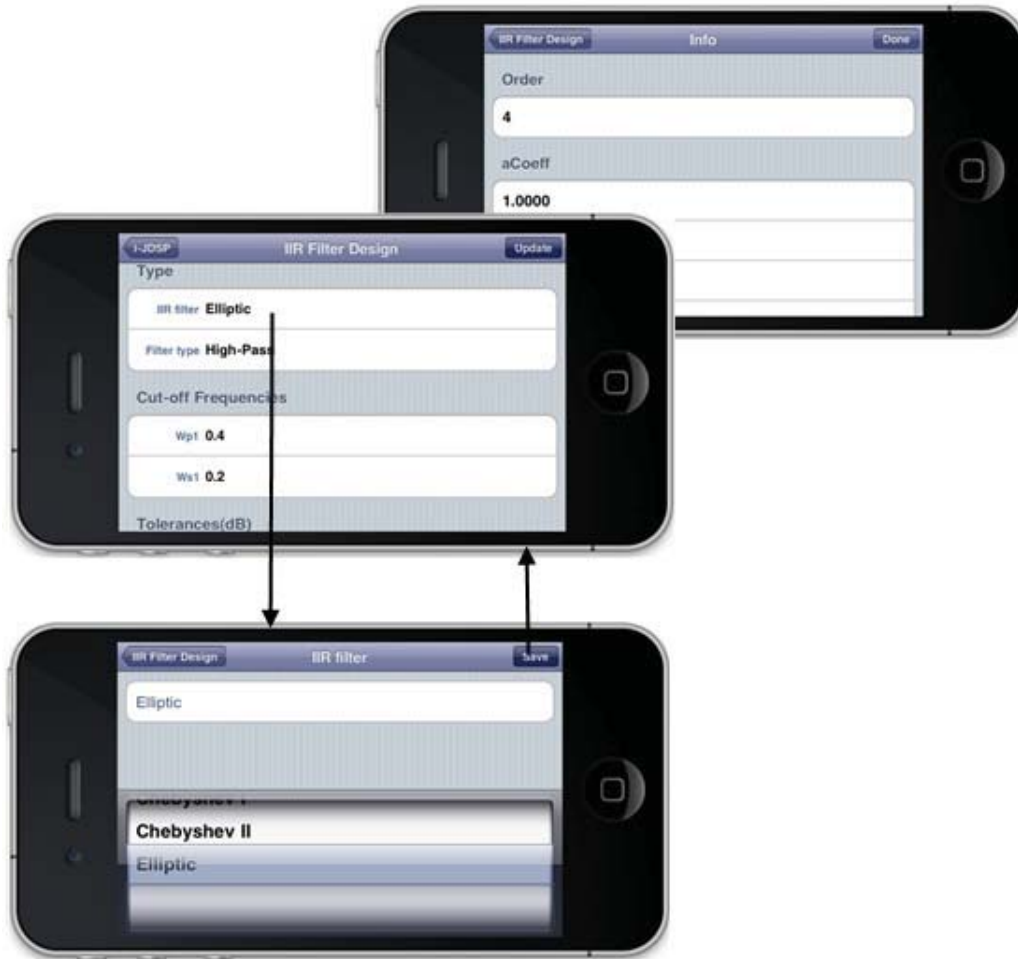 IIR Filter Design Info Done
Order
4
aCoeff
1.0000
i-JDSP IIR Filter Design Update
Type
IIR filter Elliptic
Filter type High-Pass
Cut-off Frequencies
Wp1 0.4
Ws1 0.2
Tolerances(dB)
IIR Filter Design IIR filter Save
Elliptic
Chebyshev I
Chebyshev II
Elliptic